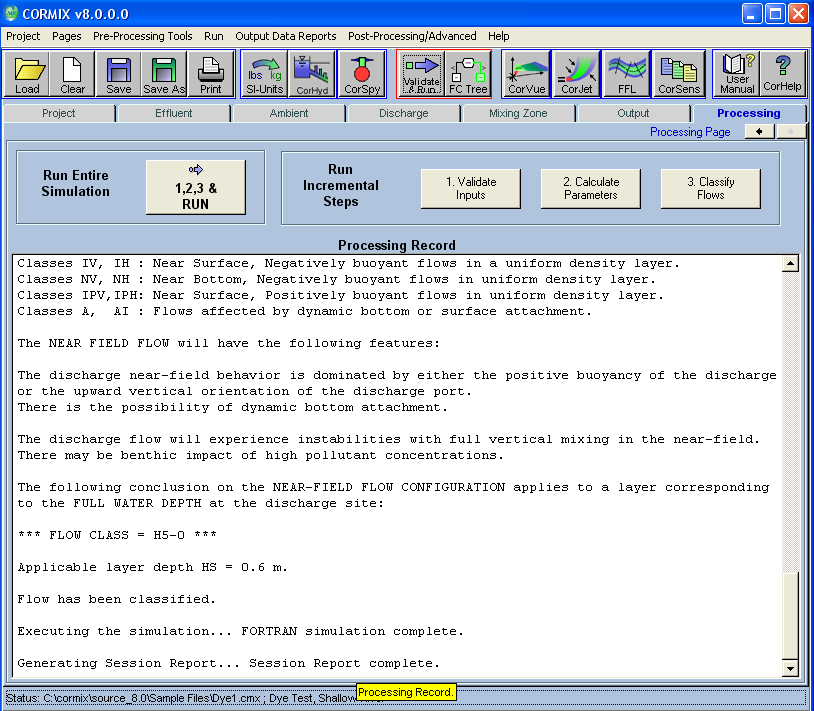 CORMIX v8.0.0.0
Project Pages Pre-Processing Tools Run Output Data Reports Post-Processing/Advanced Help
Load Clear Save Save As Print lbs kg SI-Units CorHyd CorSpy Validate ..&.Run.. FC Tree CorVue CorJet FFL CorSens User Manual CorHelp
Project Effluent Ambient Discharge Mixing Zone Output Processing
Processing Page
Run Entire Simulation
1,2,3 & RUN
Run Incremental Steps
1. Validate Inputs
2. Calculate Parameters
3. Classify Flows
Processing Record
Classes IV, IH : Near Surface, Negatively buoyant flows in a uniform density layer.
Classes NV, NH : Near Bottom, Negatively buoyant flows in uniform density layer.
Classes IPV,IPH: Near Surface, Positively buoyant flows in uniform density layer.
Classes A,  AI : Flows affected by dynamic bottom or surface attachment.
The NEAR FIELD FLOW will have the following features:
The discharge near-field behavior is dominated by either the positive buoyancy of the discharge
or the upward vertical orientation of the discharge port.
There is the possibility of dynamic bottom attachment.
The discharge flow will experience instabilities with full vertical mixing in the near-field.
There may be benthic impact of high pollutant concentrations.
The following conclusion on the NEAR-FIELD FLOW CONFIGURATION applies to a layer corresponding
to the FULL WATER DEPTH at the discharge site:
*** FLOW CLASS = H5-0 ***
Applicable layer depth HS = 0.6 m.
Flow has been classified.
Executing the simulation... FORTRAN simulation complete.
Generating Session Report... Session Report complete.
Processing Record.
Status: C:\cormix\source_8.0\Sample Files\Dye1.cmx ; Dye Test, Shallow